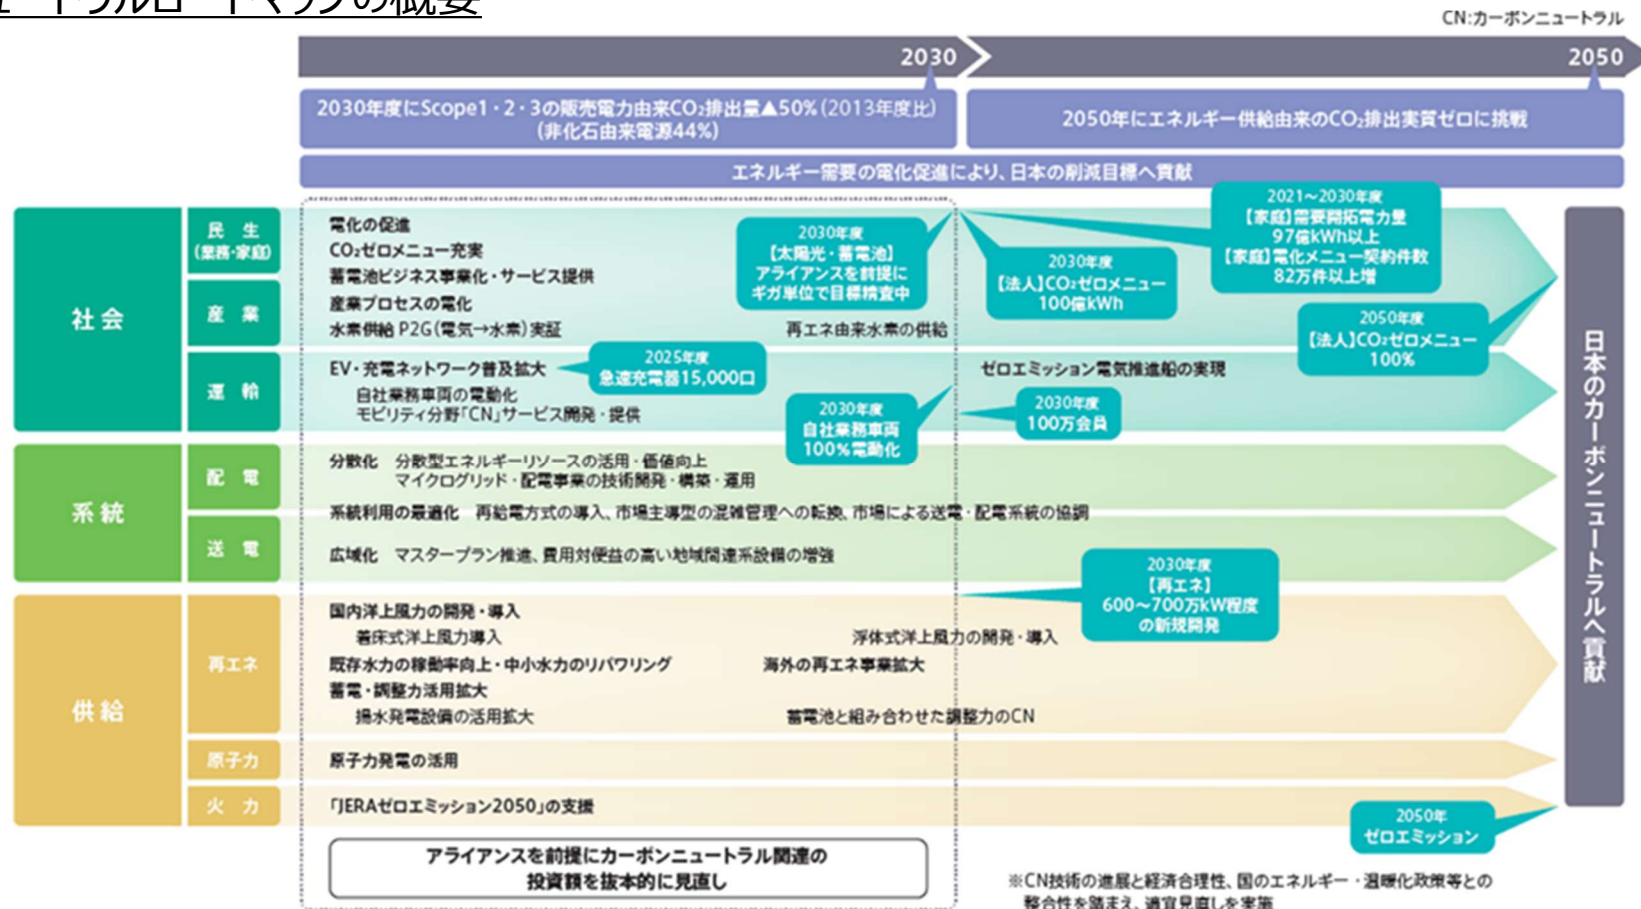 ュートラルロードマップの概要
CN:カーボンニュートラル
2030
2050
2030年度にScope1・2・3の販売電力由来CO₂排出量▲50%(2013年度比)
(非化石由来電源44%)
2050年にエネルギー供給由来のCO₂排出実質ゼロに挑戦
エネルギー需要の電化促進により、日本の削減目標へ貢献
社会
民 生
(業務・家庭)
電化の促進
CO₂ゼロメニュー充実
蓄電池ビジネス事業化・サービス提供
2030年度
【太陽光・蓄電池】
アライアンスを前提に
ギガ単位で目標精査中
2030年度
【法人】CO₂ゼロメニュー
100億kWh
2021〜2030年度
【家庭】需要開拓電力量
97億kWh以上
【家庭】電化メニュー契約件数
82万件以上増
産 業
産業プロセスの電化
水素供給 P2G(電気→水素)実証
再エネ由来水素の供給
2050年度
【法人】CO₂ゼロメニュー
100%
運 輸
EV・充電ネットワーク普及拡大
2025年度
急速充電器15,000口
ゼロエミッション電気推進船の実現
自社業務車両の電動化
モビリティ分野「CN」サービス開発・提供
2030年度
自社業務車両
100%電動化
2030年度
100万会員
系統
配 電
分散化 分散型エネルギーリソースの活用・価値向上
マイクログリッド・配電事業の技術開発・構築・運用
系統利用の最適化 再給電方式の導入、市場主導型の混雑管理への転換、市場による送電・配電系統の協調
送 電
広域化 マスタープラン推進、費用対便益の高い地域間連系設備の増強
2030年度
【再エネ】
600〜700万kW程度
の新規開発
供給
再エネ
国内洋上風力の開発・導入
着床式洋上風力導入
浮体式洋上風力の開発・導入
既存水力の稼働率向上・中小水力のリパワリング
海外の再エネ事業拡大
蓄電・調整力活用拡大
揚水発電設備の活用拡大
蓄電池と組み合わせた調整力のCN
原子力
原子力発電の活用
火 力
「JERAゼロエミッション2050」の支援
2050年
ゼロエミッション
日本のカーボンニュートラルへ貢献
アライアンスを前提にカーボンニュートラル関連の
投資額を抜本的に見直し
※CN技術の進展と経済合理性、国のエネルギー・温暖化政策等との
整合性を踏まえ、適宜見直しを実施